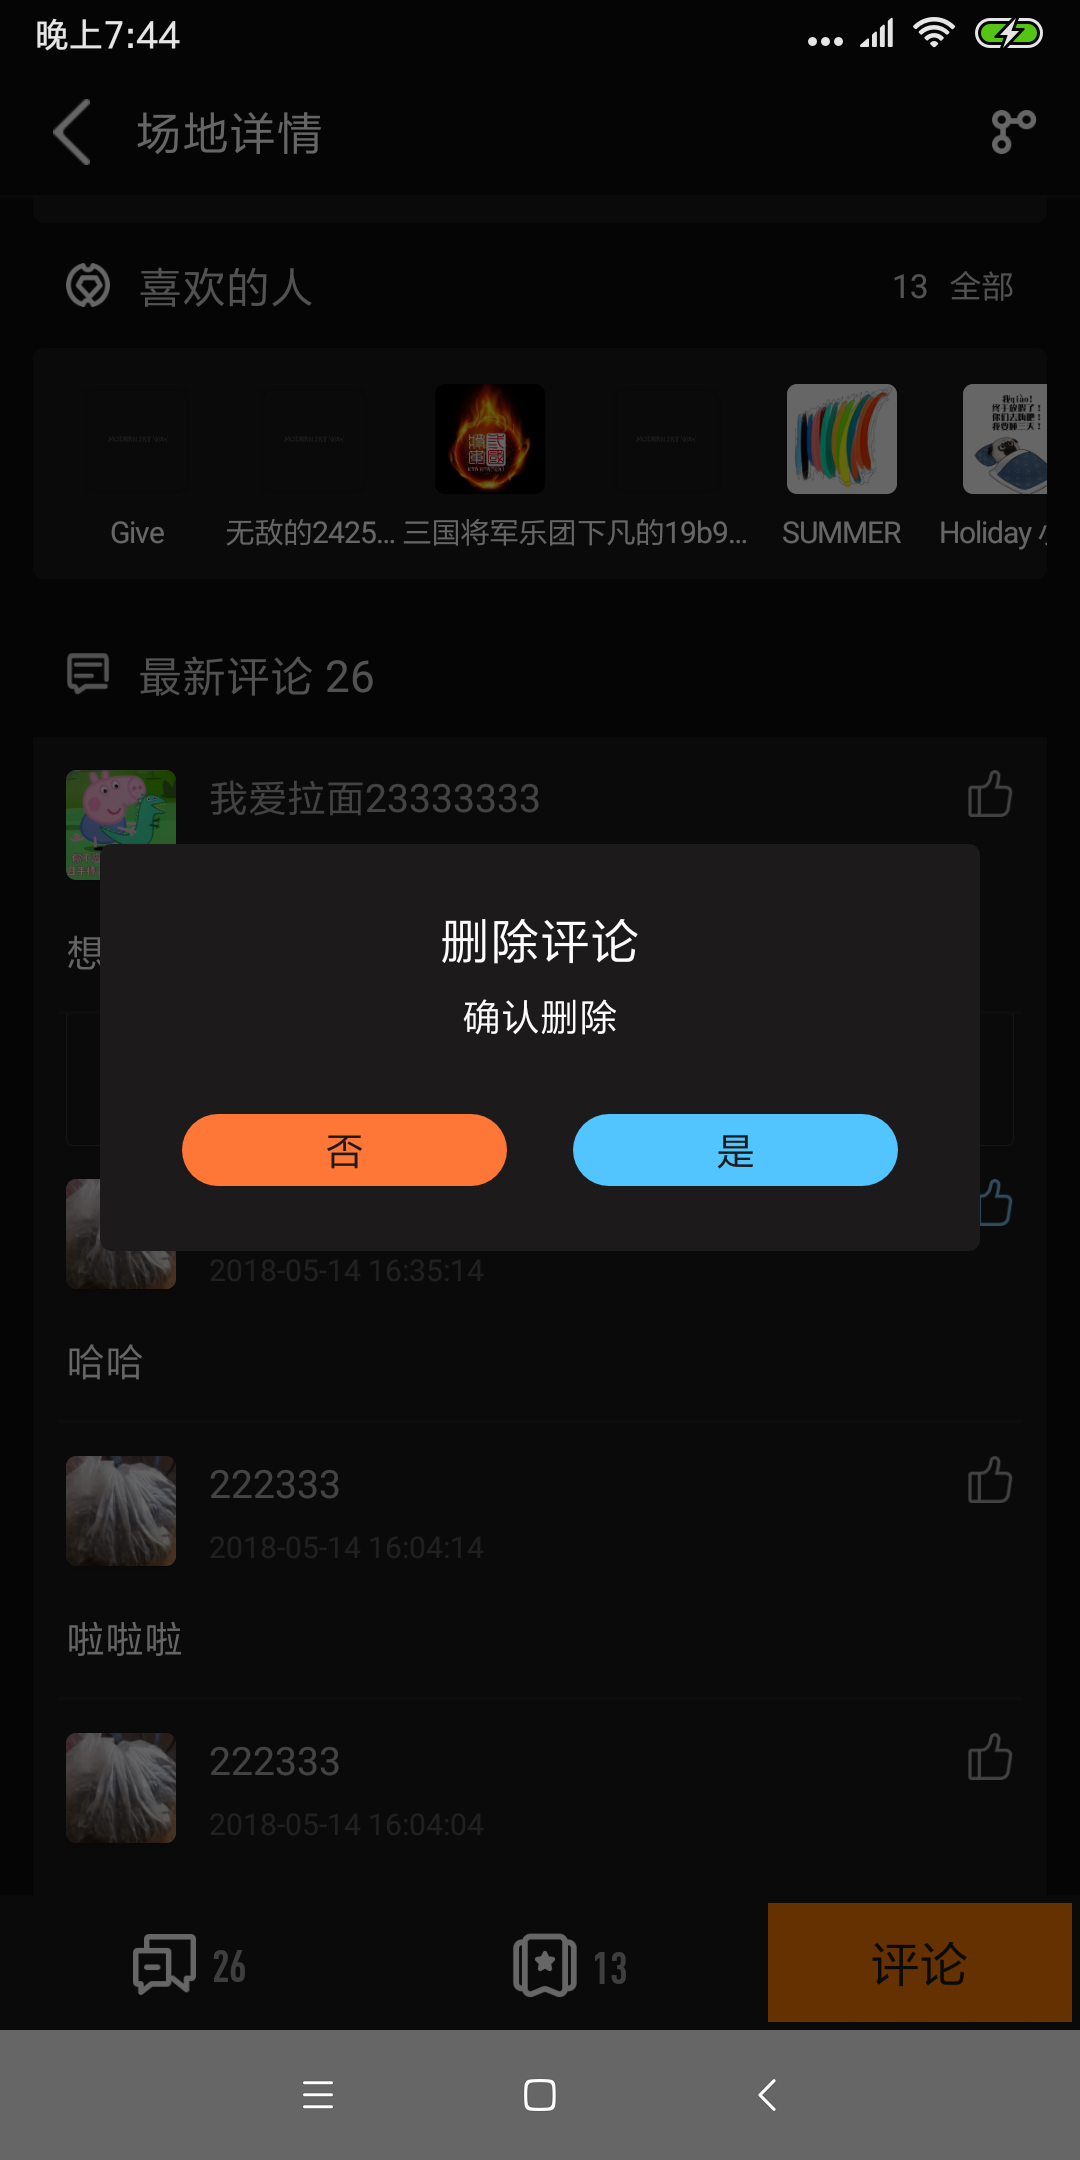 晚上7:44
场地详情
喜欢的人
13 全部
Give
无敌的2425...
三国将军乐团
下凡的19b9...
SUMMER
Holiday
最新评论 26
我爱拉面23333333
想
删除评论
确认删除
否
是
2018-05-14 16:35:14
哈哈
222333
2018-05-14 16:04:14
啦啦啦
222333
2018-05-14 16:04:04
26
13
评论